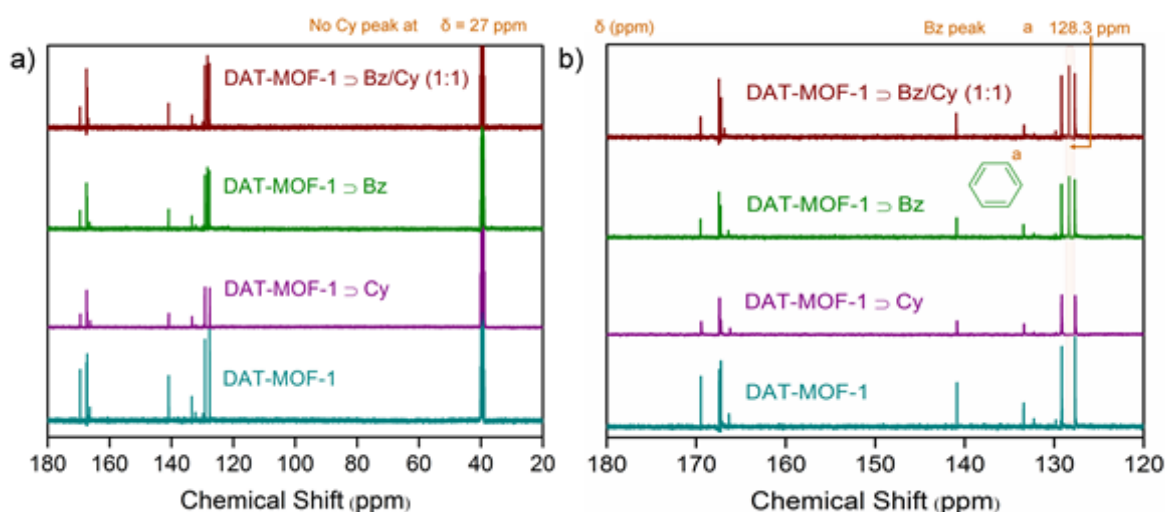 No Cy peak at δ = 27 ppm
a)
DAT-MOF-1 ⊃ Bz/Cy (1:1)
DAT-MOF-1 ⊃ Bz
DAT-MOF-1 ⊃ Cy
DAT-MOF-1
180 160 140 120 100 80 60 40 20
Chemical Shift (ppm)
δ (ppm) Bz peak a 128.3 ppm
b)
DAT-MOF-1 ⊃ Bz/Cy (1:1)
a
DAT-MOF-1 ⊃ Bz
DAT-MOF-1 ⊃ Cy
DAT-MOF-1
180 170 160 150 140 130 120
Chemical Shift (ppm)